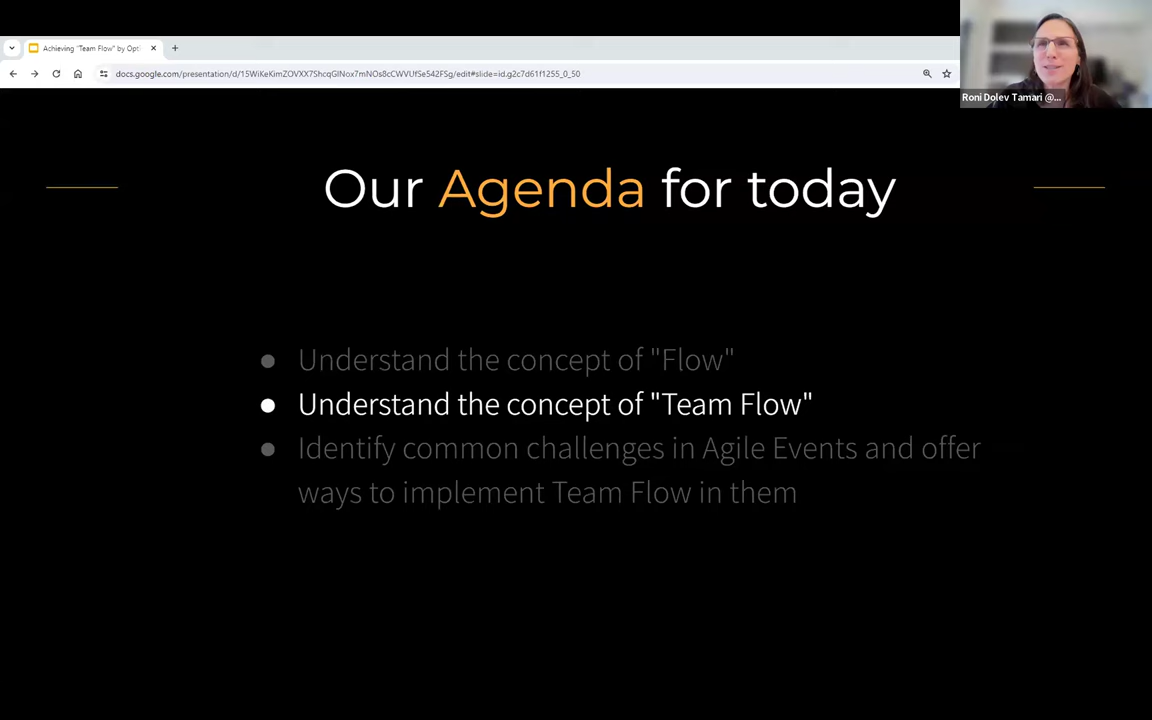 Achieving "Team Flow" by Opti
docs.google.com/presentation/d/15WiKeKimZOVXX7ShcqGlNox7mNOs8cCWVUfSe542FSg/edit#slide=id.g2c7d61f1255_0_50
Roni Dolev Tamari @...
Our Agenda for today
● Understand the concept of "Flow"
● Understand the concept of "Team Flow"
● Identify common challenges in Agile Events and offer
ways to implement Team Flow in them